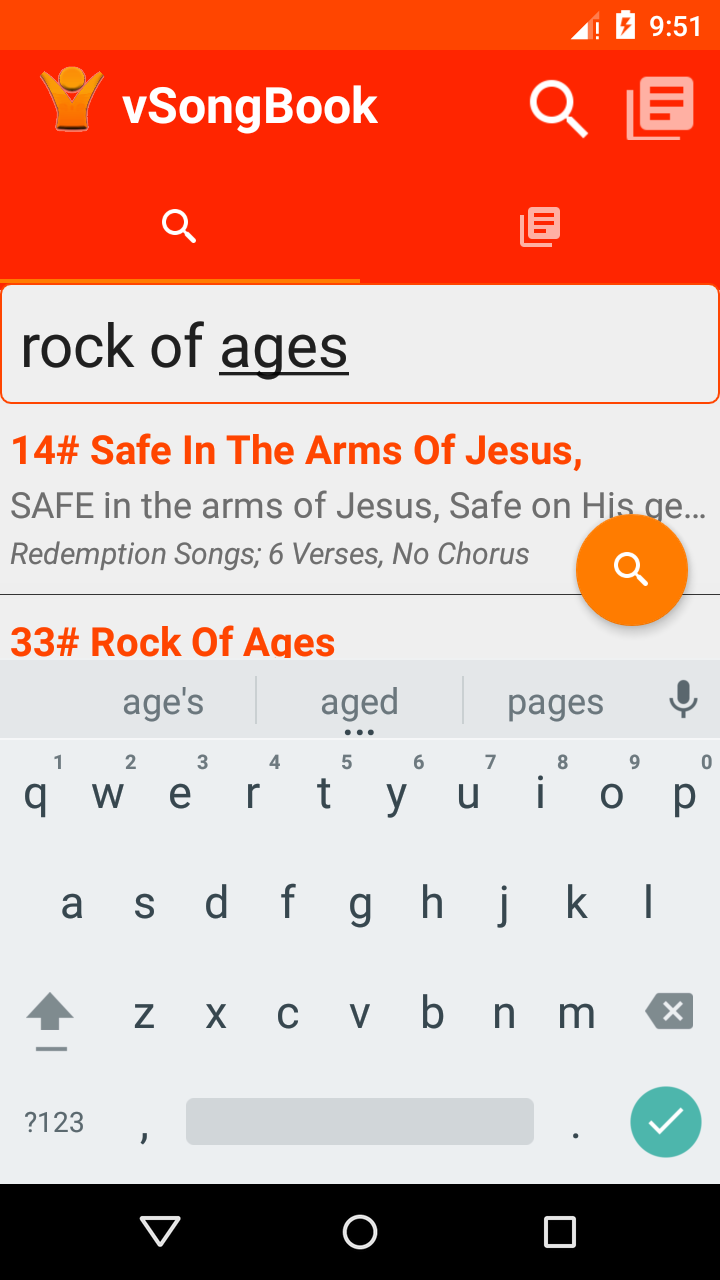 9:51
vSongBook
rock of ages
14# Safe In The Arms Of Jesus,
SAFE in the arms of Jesus, Safe on His ge...
Redemption Songs; 6 Verses, No Chorus
33# Rock Of Ages
age's aged pages
1 2 3 4 5 6 7 8 9 0
q w e r t y u i o p
a s d f g h j k l
z x c v b n m
?123 , .